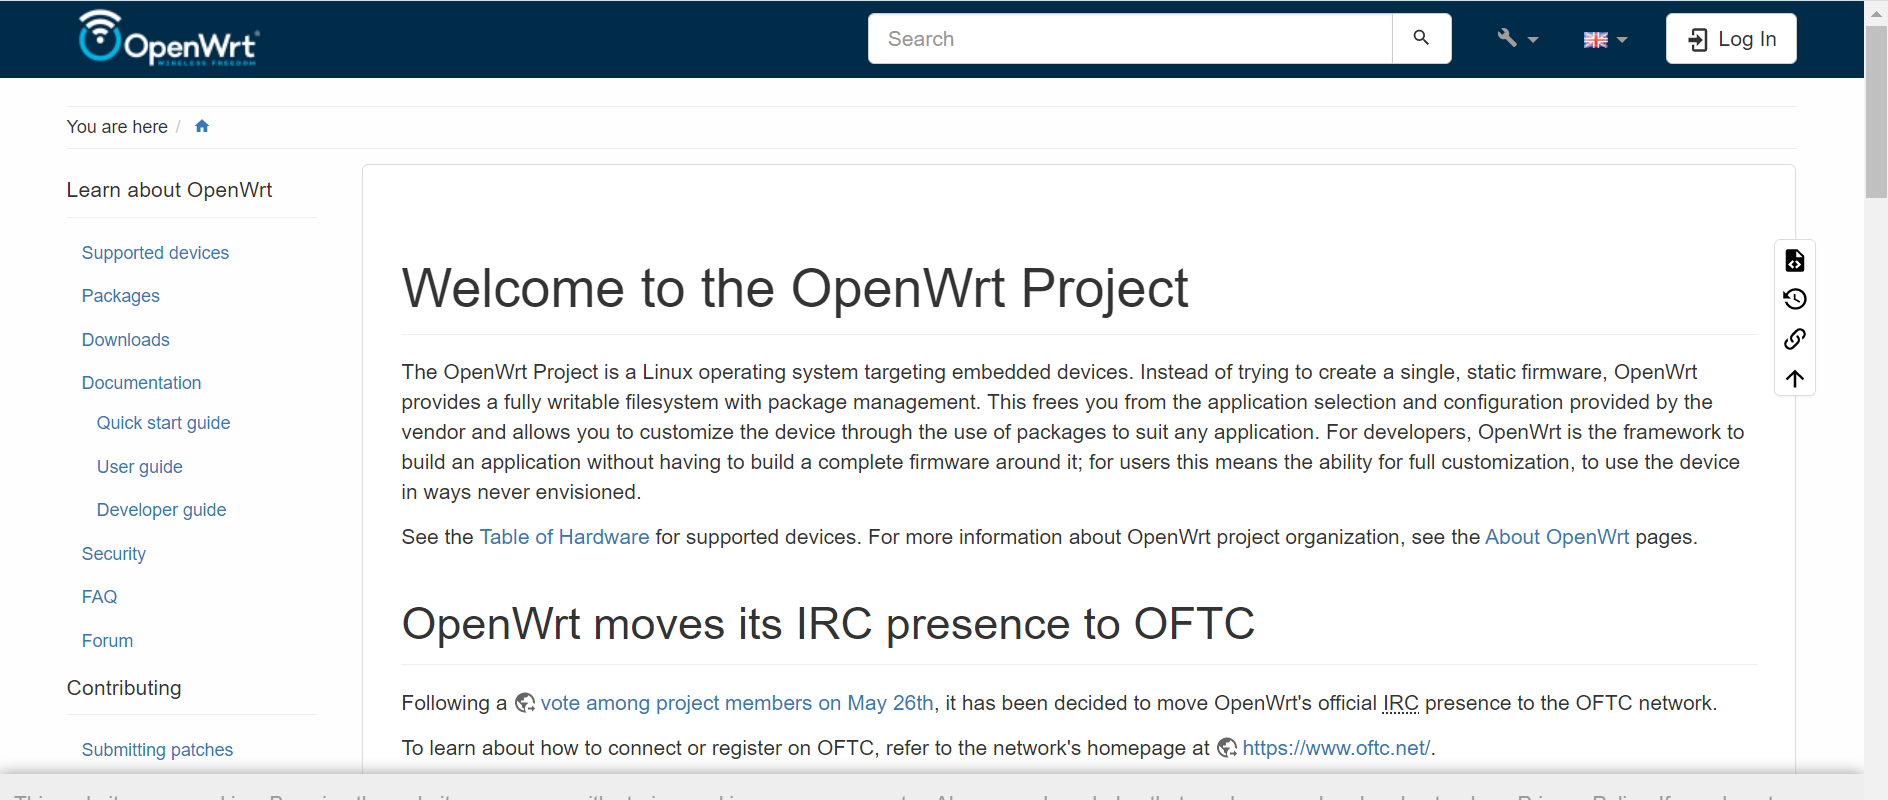 OpenWrt
WIRELESS FREEDOM
Search
Log In
You are here /
Learn about OpenWrt
Supported devices
Packages
Downloads
Documentation
Quick start guide
User guide
Developer guide
Security
FAQ
Forum
Contributing
Submitting patches
Welcome to the OpenWrt Project
The OpenWrt Project is a Linux operating system targeting embedded devices. Instead of trying to create a single, static firmware, OpenWrt
provides a fully writable filesystem with package management. This frees you from the application selection and configuration provided by the
vendor and allows you to customize the device through the use of packages to suit any application. For developers, OpenWrt is the framework to
build an application without having to build a complete firmware around it; for users this means the ability for full customization, to use the device
in ways never envisioned.
See the Table of Hardware for supported devices. For more information about OpenWrt project organization, see the About OpenWrt pages.
OpenWrt moves its IRC presence to OFTC
Following a vote among project members on May 26th, it has been decided to move OpenWrt's official IRC presence to the OFTC network.
To learn about how to connect or register on OFTC, refer to the network's homepage at https://www.oftc.net/.